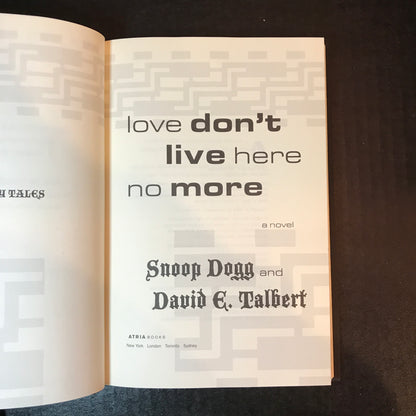 TALES
love don't
live here
no more
a novel
Snoop Dogg and
David E. Talbert
ATRIA BOOKS
New York London Toronto Sydney